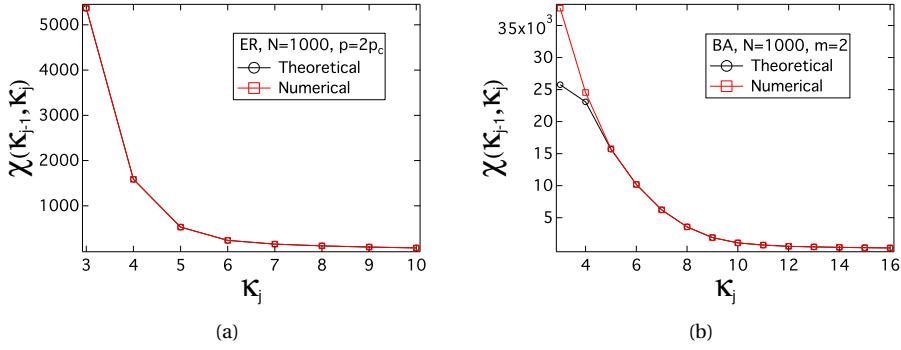 5000
4000
3000
2000
1000
χ(κj-1,κj)
ER, N=1000, p=2pc
Theoretical
Numerical
3 4 5 6 7 8 9 10
κj
(a)
35x10³
30
25
20
15
10
5
χ(κj-1,κj)
BA, N=1000, m=2
Theoretical
Numerical
4 6 8 10 12 14 16
κj
(b)